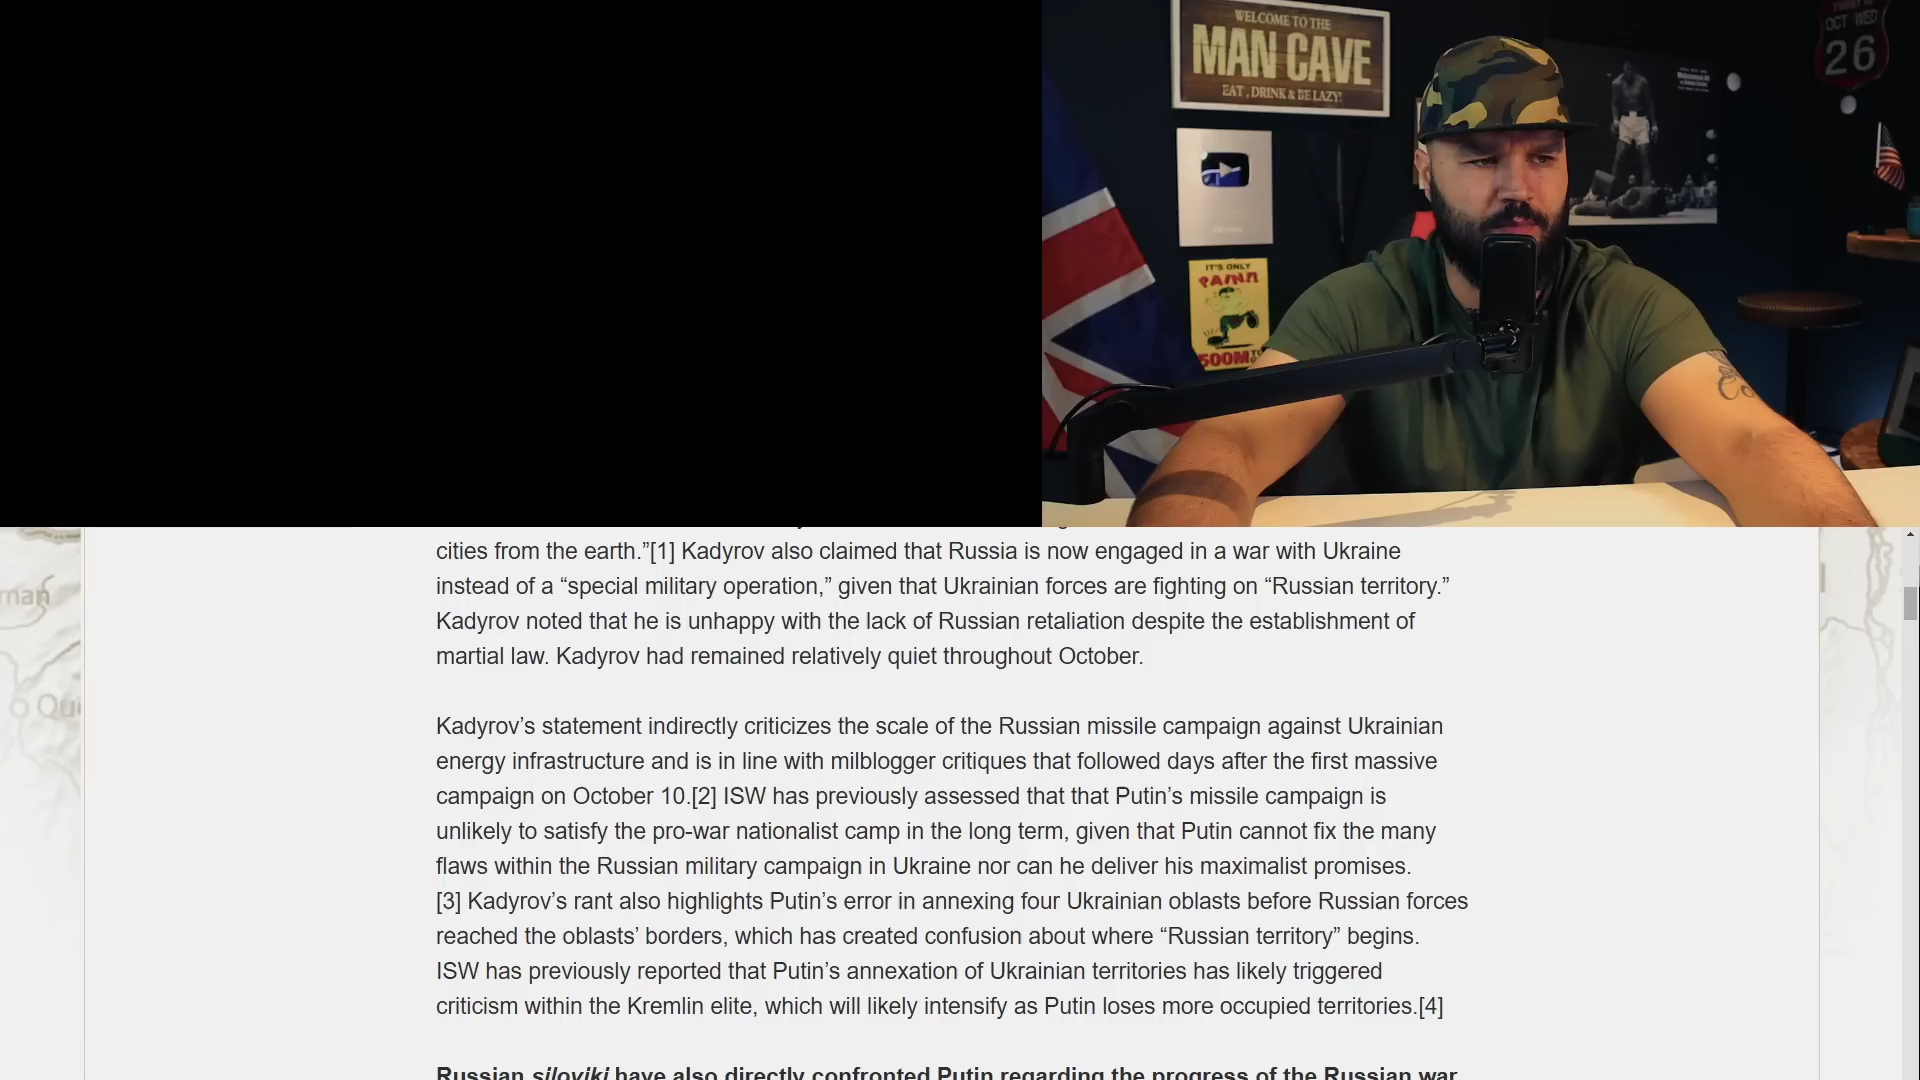 WELCOME TO THE
MAN CAVE
EAT, DRINK & BE LAZY!
OCT WED
26
IT'S ONLY
PAIN!!
500M
man
cities from the earth.”[1] Kadyrov also claimed that Russia is now engaged in a war with Ukraine
instead of a “special military operation,” given that Ukrainian forces are fighting on “Russian territory.”
Kadyrov noted that he is unhappy with the lack of Russian retaliation despite the establishment of
martial law. Kadyrov had remained relatively quiet throughout October.
Kadyrov’s statement indirectly criticizes the scale of the Russian missile campaign against Ukrainian
energy infrastructure and is in line with milblogger critiques that followed days after the first massive
campaign on October 10.[2] ISW has previously assessed that that Putin’s missile campaign is
unlikely to satisfy the pro-war nationalist camp in the long term, given that Putin cannot fix the many
flaws within the Russian military campaign in Ukraine nor can he deliver his maximalist promises.
[3] Kadyrov’s rant also highlights Putin’s error in annexing four Ukrainian oblasts before Russian forces
reached the oblasts’ borders, which has created confusion about where “Russian territory” begins.
ISW has previously reported that Putin’s annexation of Ukrainian territories has likely triggered
criticism within the Kremlin elite, which will likely intensify as Putin loses more occupied territories.[4]
Russian siloviki have also directly confronted Putin regarding the progress of the Russian war